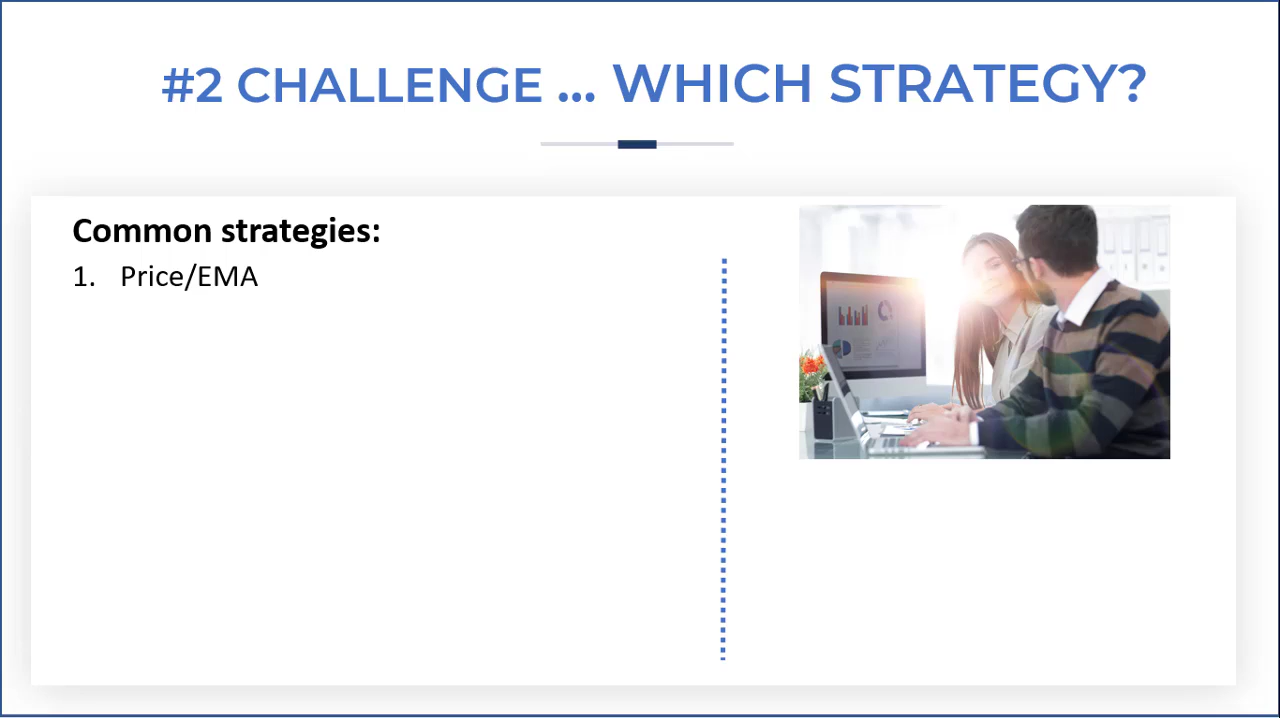 #2 CHALLENGE ... WHICH STRATEGY?
Common strategies:
1. Price/EMA